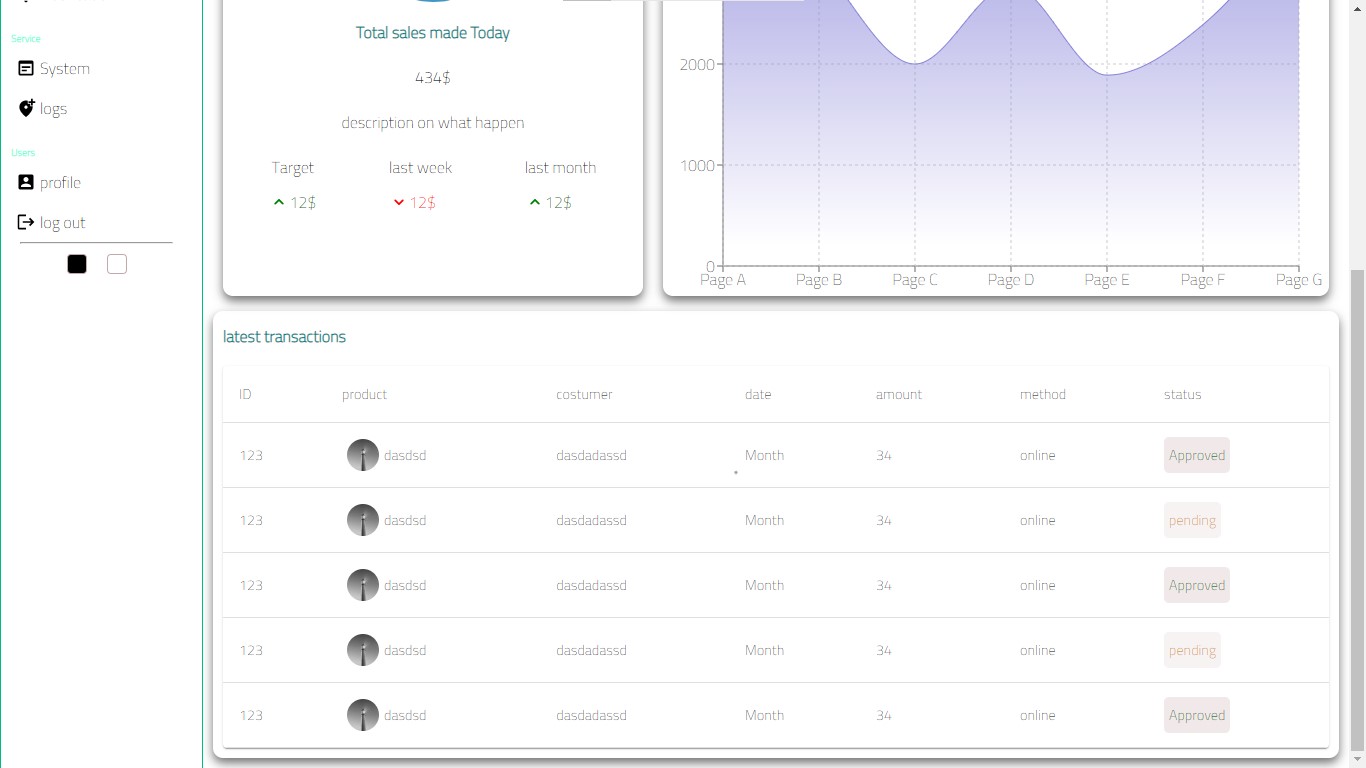 Service
System
logs
Users
profile
log out
Total sales made Today
434$
description on what happen
Target last week last month
12$ 12$ 12$
2000
1000
0
Page A Page B Page C Page D Page E Page F Page G
latest transactions
ID product costumer date amount method status
123 dasdsd dasdadassd Month 34 online Approved
123 dasdsd dasdadassd Month 34 online pending
123 dasdsd dasdadassd Month 34 online Approved
123 dasdsd dasdadassd Month 34 online pending
123 dasdsd dasdadassd Month 34 online Approved